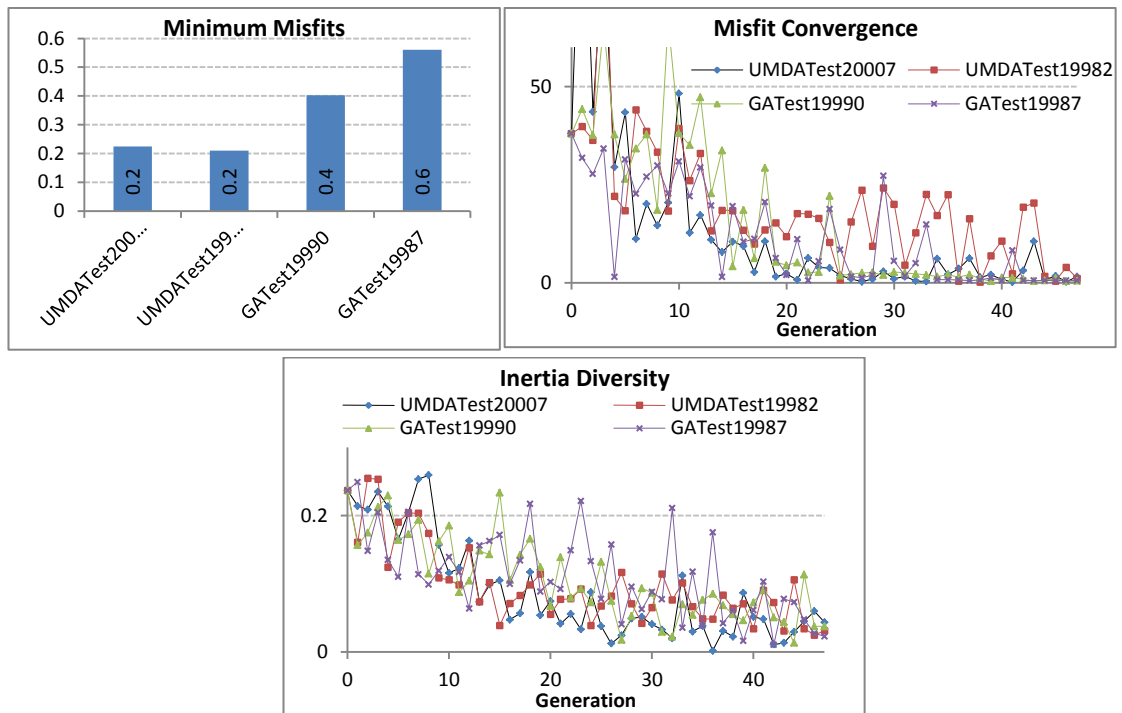 Minimum Misfits
0.6
0.5
0.4
0.3
0.2
0.1
0
0.2
0.2
0.4
0.6
UMDATest200...
UMDATest199...
GATest19990
GATest19987
Misfit Convergence
UMDATest20007
UMDATest19982
GATest19990
GATest19987
50
0
0 10 20 30 40
Generation
Inertia Diversity
UMDATest20007
UMDATest19982
GATest19990
GATest19987
0.2
0
0 10 20 30 40
Generation